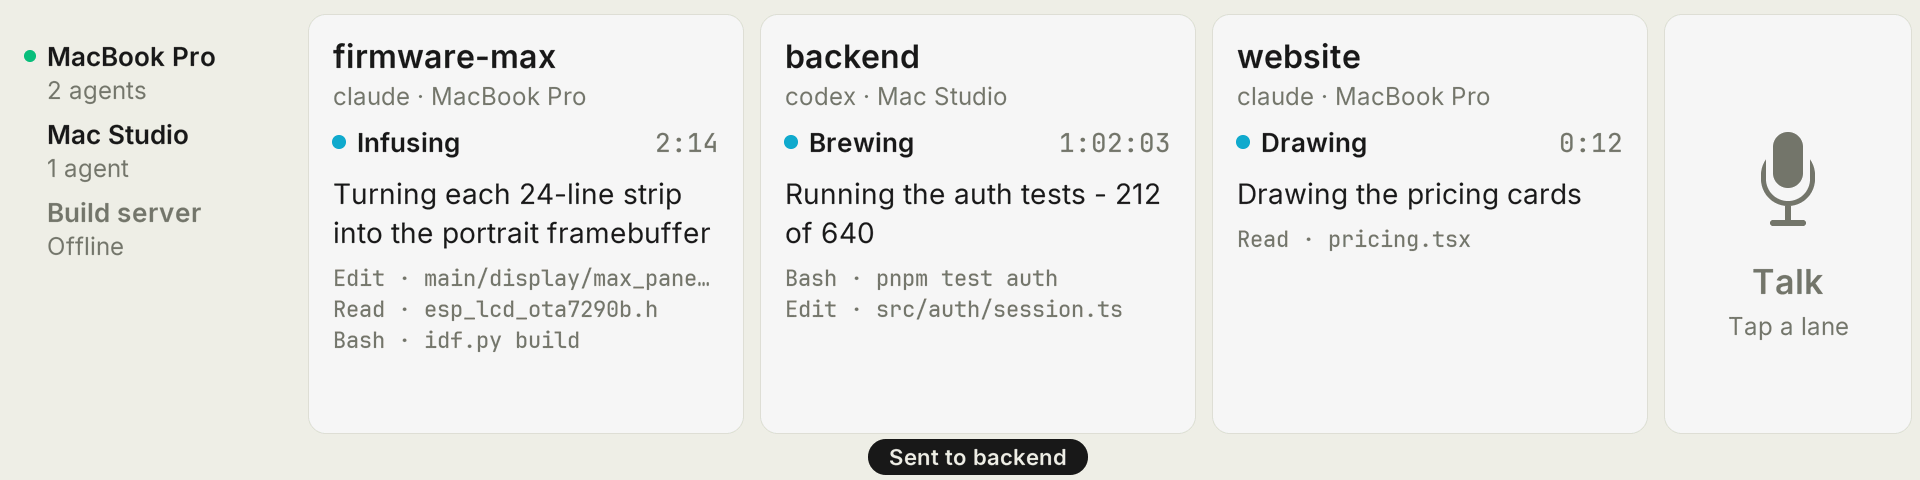 MacBook Pro
2 agents
Mac Studio
1 agent
Build server
Offline
firmware-max
claude · MacBook Pro
Infusing 2:14
Turning each 24-line strip
into the portrait framebuffer
Edit · main/display/max_pane…
Read · esp_lcd_ota7290b.h
Bash · idf.py build
backend
codex · Mac Studio
Brewing 1:02:03
Running the auth tests - 212
of 640
Bash · pnpm test auth
Edit · src/auth/session.ts
website
claude · MacBook Pro
Drawing 0:12
Drawing the pricing cards
Read · pricing.tsx
Talk
Tap a lane
Sent to backend